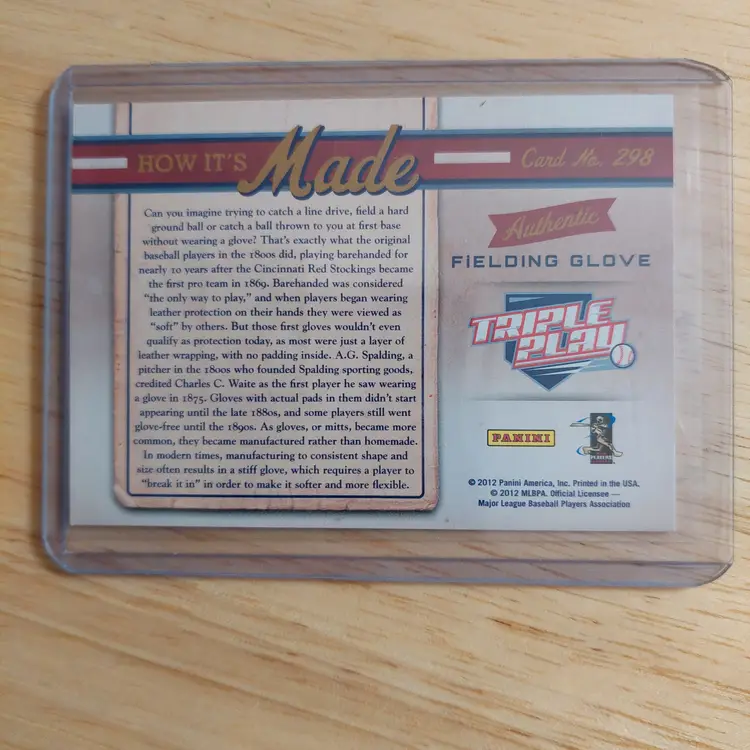 HOW IT'S Made
Card No. 298
Can you imagine trying to catch a line drive, field a hard
ground ball or catch a ball thrown to you at first base
without wearing a glove? That's exactly what the original
baseball players in the 1800s did, playing barehanded for
nearly 10 years after the Cincinnati Red Stockings became
the first pro team in 1869. Barehanded was considered
"the only way to play," and when players began wearing
leather protection on their hands they were viewed as
"soft" by others. But those first gloves wouldn't even
qualify as protection today, as most were just a layer of
leather wrapping, with no padding inside. A.G. Spalding, a
pitcher in the 1800s who founded Spalding sporting goods,
credited Charles C. Waite as the first player he saw wearing
a glove in 1875. Gloves with actual pads in them didn't start
appearing until the late 1880s, and some players still went
glove-free until the 1890s. As gloves, or mitts, became more
common, they became manufactured rather than homemade.
In modern times, manufacturing to consistent shape and
size often results in a stiff glove, which requires a player to
"break it in" in order to make it softer and more flexible.
Authentic
FiELDING GLOVE
TRIPLE
PLAY
PANINI
PLAYERS
© 2012 Panini America, Inc. Printed in the USA.
© 2012 MLBPA. Official Licensee —
Major League Baseball Players Association